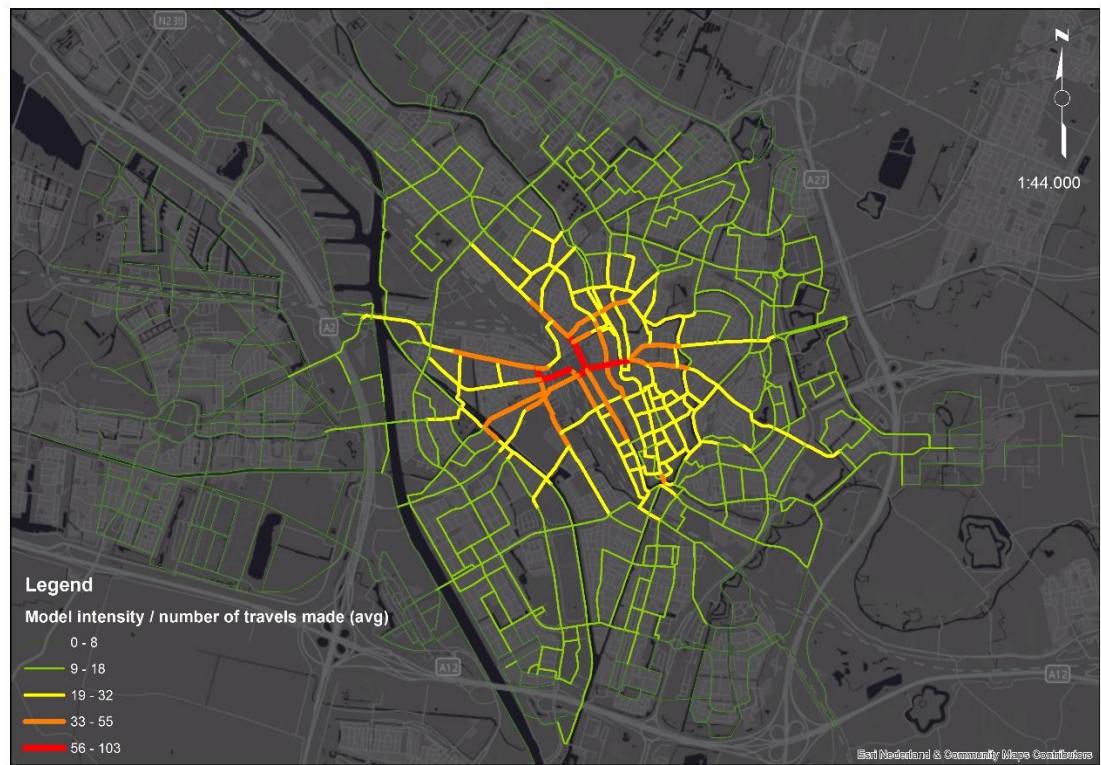 N230
N
1:44.000
A27
A2
Legend
Model intensity / number of travels made (avg)
0 - 8
9 - 18
19 - 32
33 - 55
56 - 103
A12
A12
Esri Nederland & Community Maps Contributors